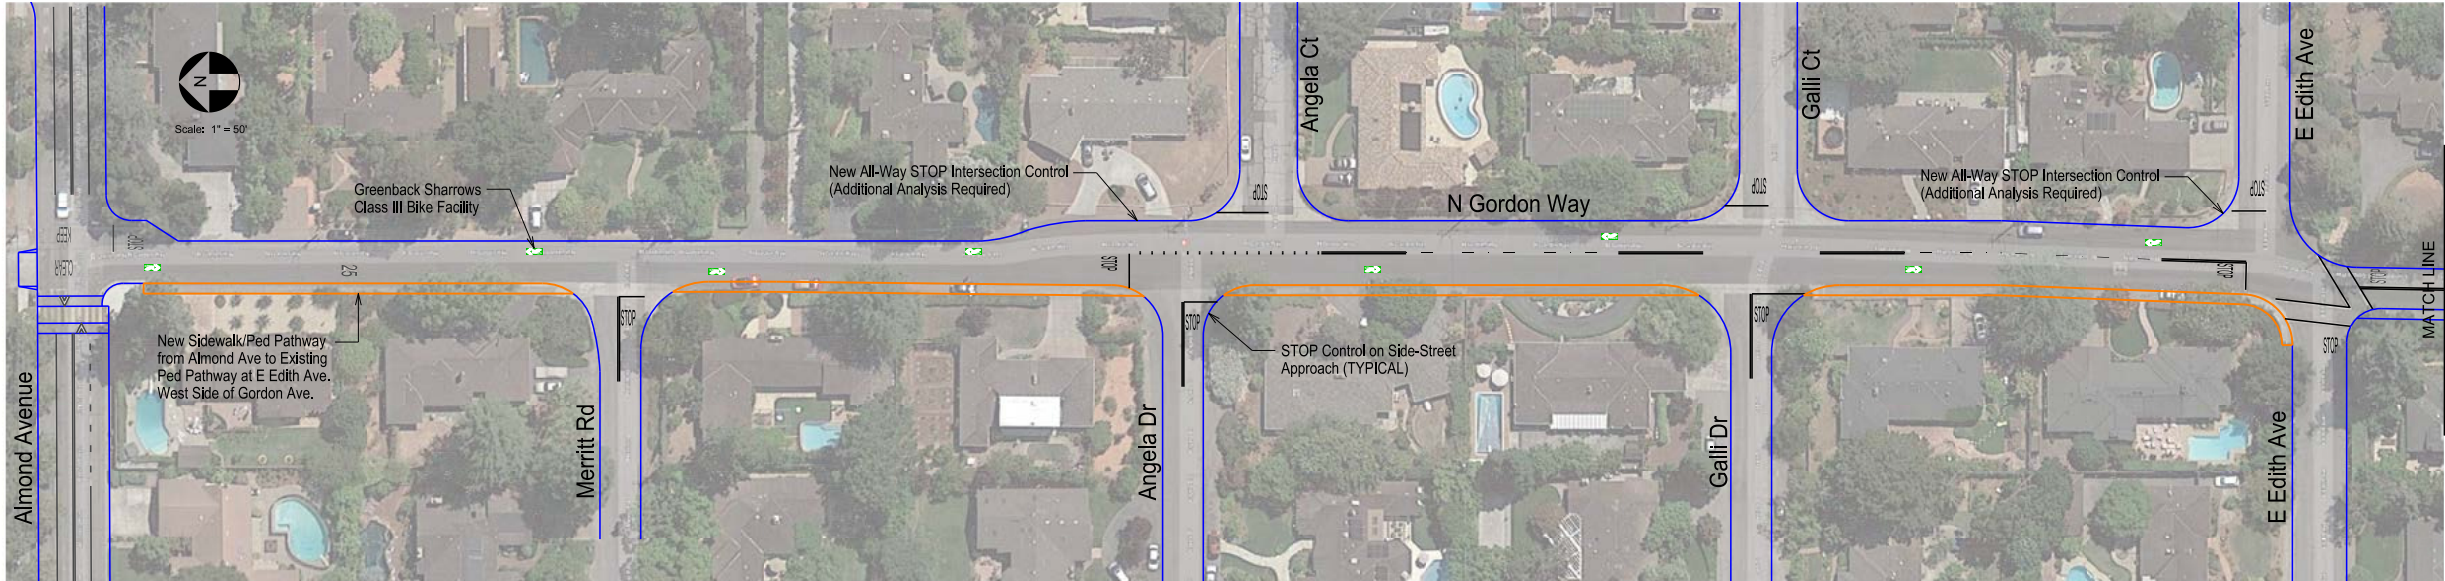 N
Scale: 1" = 50'
Greenback Sharrows
Class III Bike Facility
New All-Way STOP Intersection Control
(Additional Analysis Required)
Angela Ct
N Gordon Way
Galli Ct
New All-Way STOP Intersection Control
(Additional Analysis Required)
E Edith Ave
STOP
STOP
STOP
KEEP
CLEAR
STOP
25
STOP
STOP
STOP
MATCH LINE
New Sidewalk/Ped Pathway
from Almond Ave to Existing
Ped Pathway at E Edith Ave.
West Side of Gordon Ave.
STOP
STOP
STOP
STOP
STOP Control on Side-Street
Approach (TYPICAL)
Almond Avenue
Merritt Rd
Angela Dr
Galli Dr
E Edith Ave